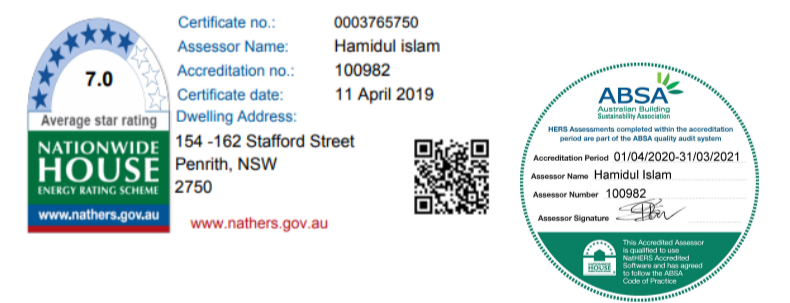 7.0
Average star rating
NATIONWIDE
HOUSE
ENERGY RATING SCHEME
www.nathers.gov.au
Certificate no.: 0003765750
Assessor Name: Hamidul islam
Accreditation no.: 100982
Certificate date: 11 April 2019
Dwelling Address:
154 -162 Stafford Street
Penrith, NSW
2750
www.nathers.gov.au
ABSA
Australian Building
Sustainability Association
HERS Assessments completed within the accreditation
period are part of the ABSA quality audit system
Accreditation Period 01/04/2020-31/03/2021
Assessor Name Hamidul Islam
Assessor Number 100982
Assessor Signature
This Accredited Assessor
is qualified to use
NatHERS Accredited
Software and has agreed
to follow the ABSA
Code of Practice
HOUSE